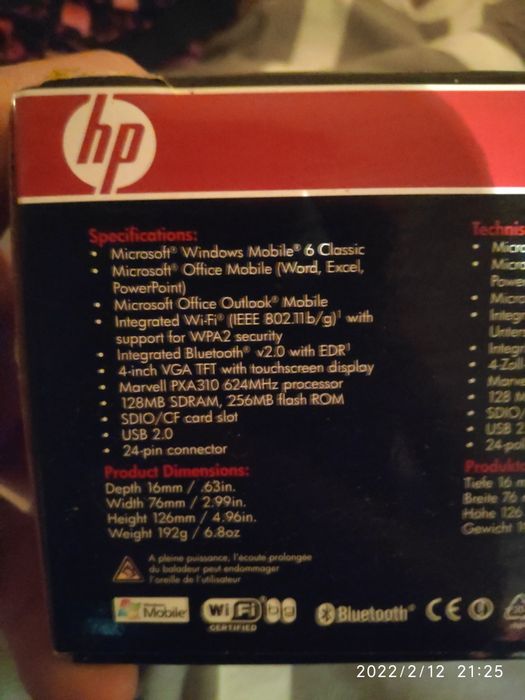 hp
Specifications:
• Microsoft® Windows Mobile® 6 Classic
• Microsoft® Office Mobile (Word, Excel,
PowerPoint)
• Microsoft Office Outlook® Mobile
• Integrated Wi-Fi® (IEEE 802.11b/g)¹ with
support for WPA2 security
• Integrated Bluetooth® v2.0 with EDR¹
• 4-inch VGA TFT with touchscreen display
• Marvell PXA310 624MHz processor
• 128MB SDRAM, 256MB flash ROM
• SDIO/CF card slot
• USB 2.0
• 24-pin connector
Product Dimensions:
Depth 16mm / .63in.
Width 76mm / 2.99in.
Height 126mm / 4.96in.
Weight 192g / 6.8oz
A pleine puissance, l'écoute prolongée
du baladeur peut endommager
l'oreille de l'utilisateur
Technis
• Micro
• Micro
Powe
• Micro
• Integr
Unter
• Integr
• 4-Zoll
• Marve
• 128 M
• SDIO/
• USB 2
• 24-po
Produkt
Tiefe 16 m
Breite 76
Höhe 126
Gewicht 1
Windows Mobile® Wi Fi® b g CERTIFIED Bluetooth® CE
2022/2/12 21:25